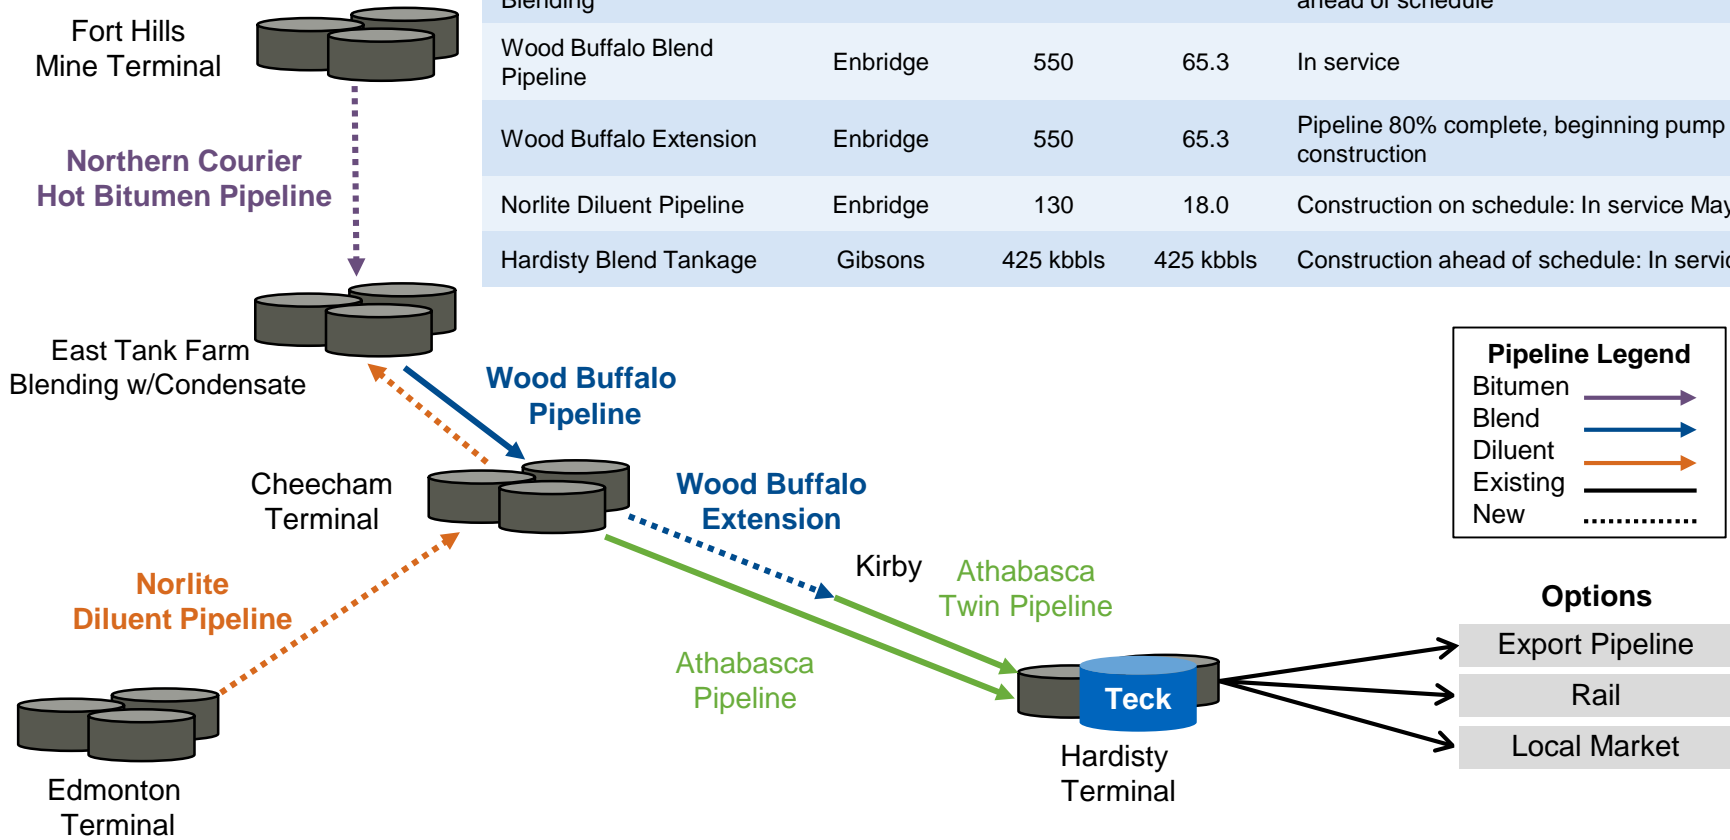 Blending
ahead of schedule
Wood Buffalo Blend
Pipeline
Enbridge
550
65.3
In service
Wood Buffalo Extension
Enbridge
550
65.3
Pipeline 80% complete, beginning pump
construction
Norlite Diluent Pipeline
Enbridge
130
18.0
Construction on schedule: In service May
Hardisty Blend Tankage
Gibsons
425 kbbls
425 kbbls
Construction ahead of schedule: In
Fort Hills
Mine Terminal
Northern Courier
Hot Bitumen Pipeline
East Tank Farm
Blending w/Condensate
Wood Buffalo
Pipeline
Cheecham
Terminal
Wood Buffalo
Extension
Kirby
Athabasca
Twin Pipeline
Norlite
Diluent Pipeline
Athabasca
Pipeline
Edmonton
Terminal
Teck
Hardisty
Terminal
Pipeline Legend
Bitumen
Blend
Diluent
Existing
New
Options
Export Pipeline
Rail
Local Market